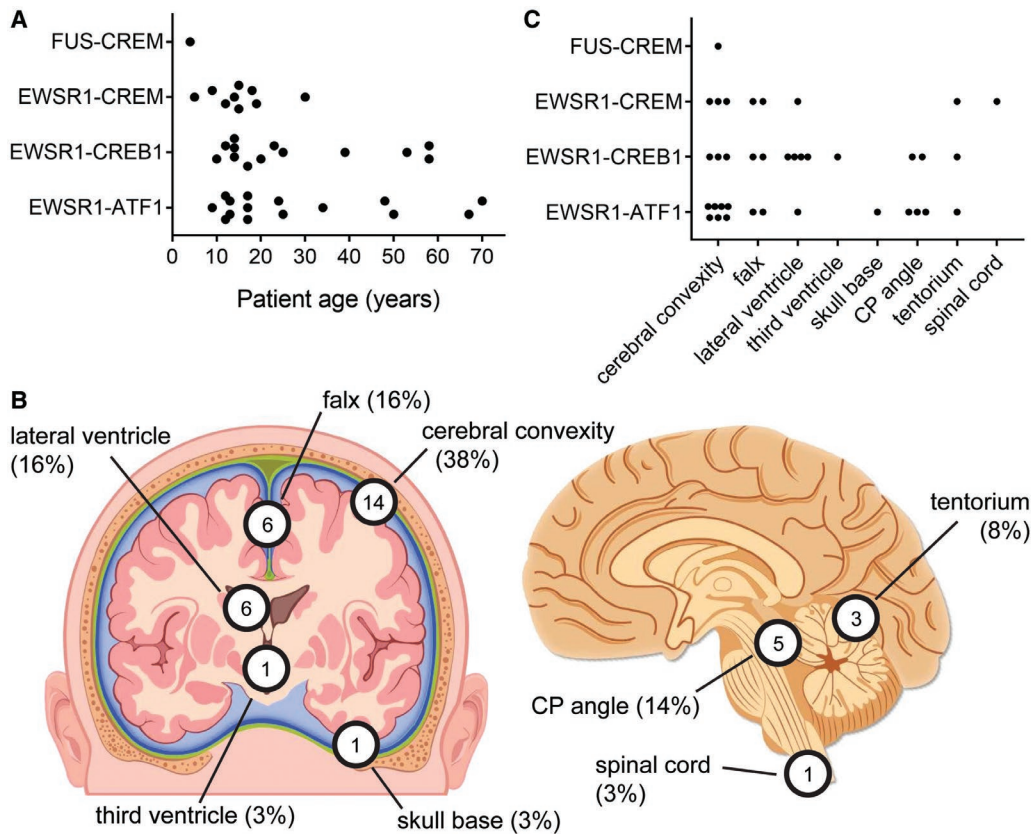 A
FUS-CREM
EWSR1-CREM
EWSR1-CREB1
EWSR1-ATF1
0 10 20 30 40 50 60 70
Patient age (years)
C
FUS-CREM
EWSR1-CREM
EWSR1-CREB1
EWSR1-ATF1
cerebral convexity
falx
lateral ventricle
third ventricle
skull base
CP angle
tentorium
spinal cord
B
falx (16%)
lateral ventricle
(16%)
cerebral convexity
(38%)
14
6
6
1
1
third ventricle (3%)
skull base (3%)
tentorium
(8%)
3
5
CP angle (14%)
spinal cord
(3%)
1